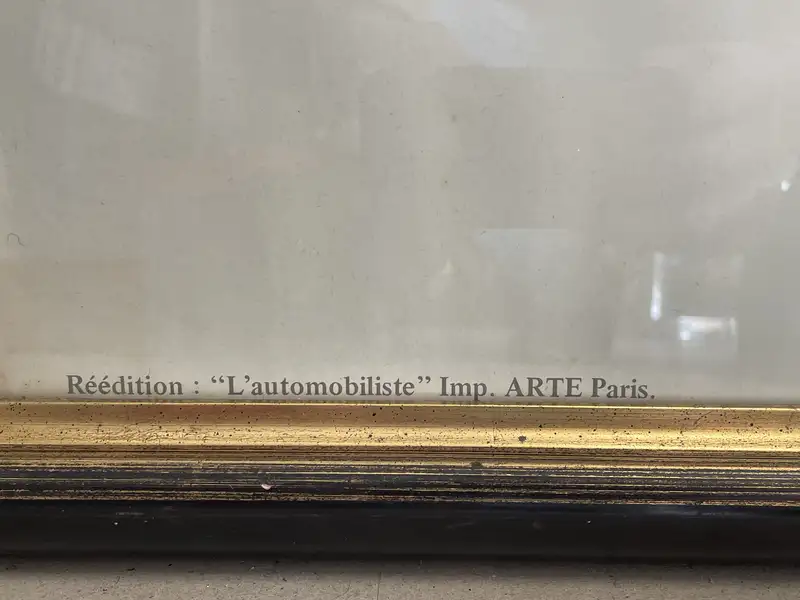 Réédition : “L'automobiliste” Imp. ARTE Paris.